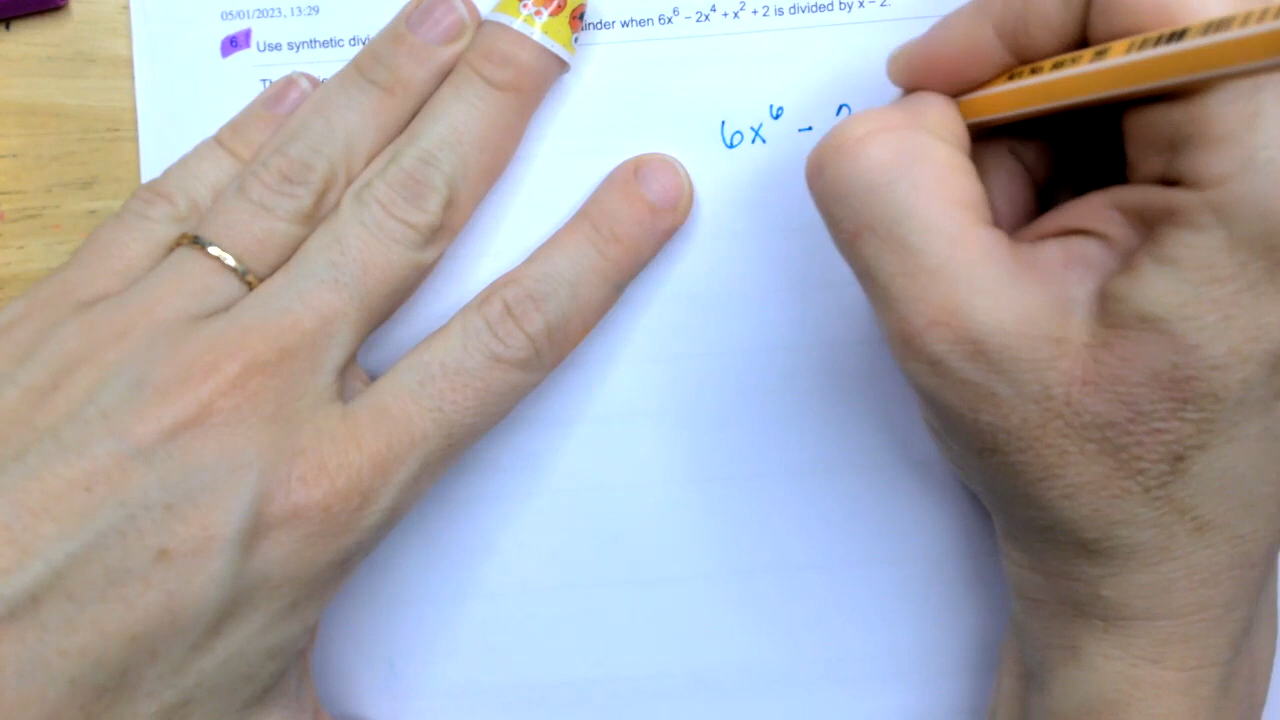 05/01/2023, 13:29
6. Use synthetic inder when 6x⁶ − 2x⁴ + x² + 2 is divided by x − 2.
6x⁶ -